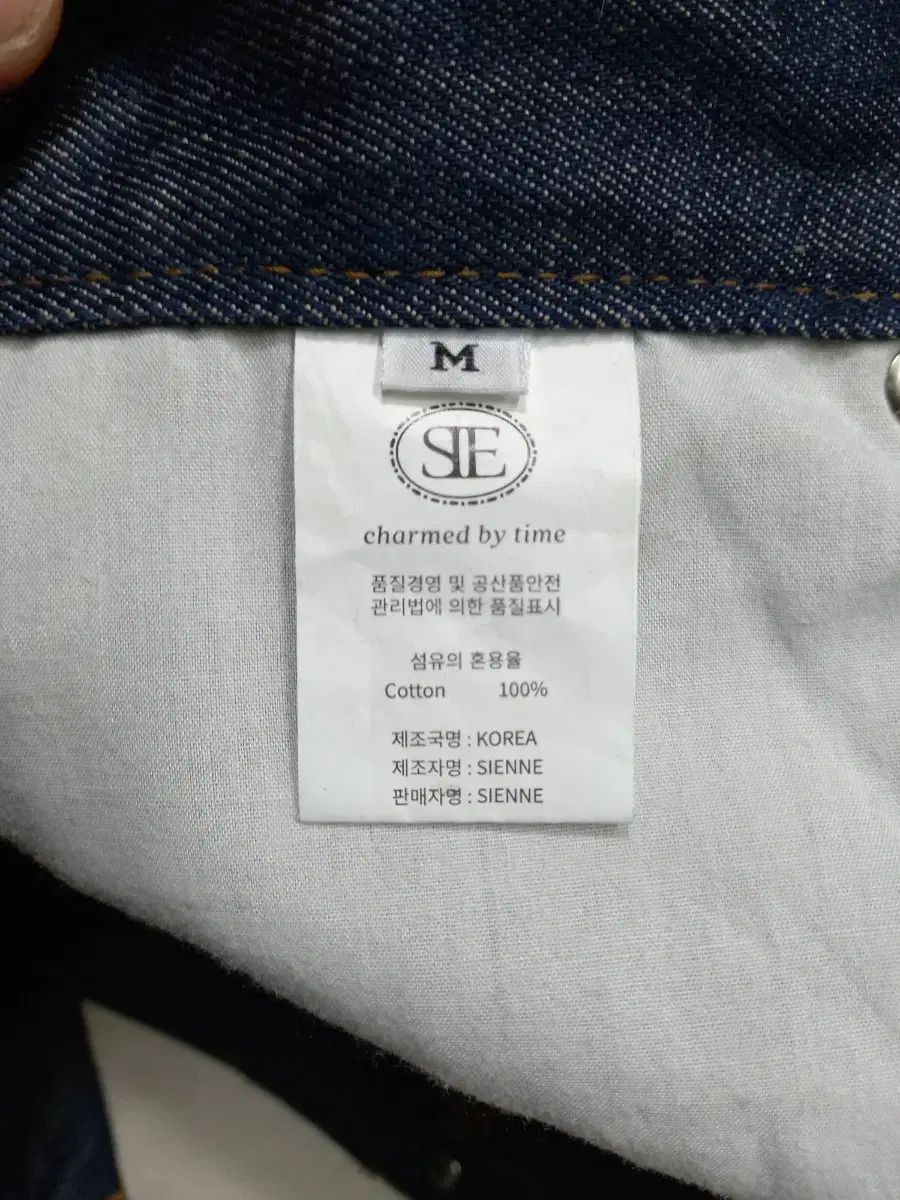 M
SIE
charmed by time
품질경영 및 공산품안전
관리법에 의한 품질표시
섬유의 혼용율
Cotton 100%
제조국명 : KOREA
제조자명 : SIENNE
판매자명 : SIENNE